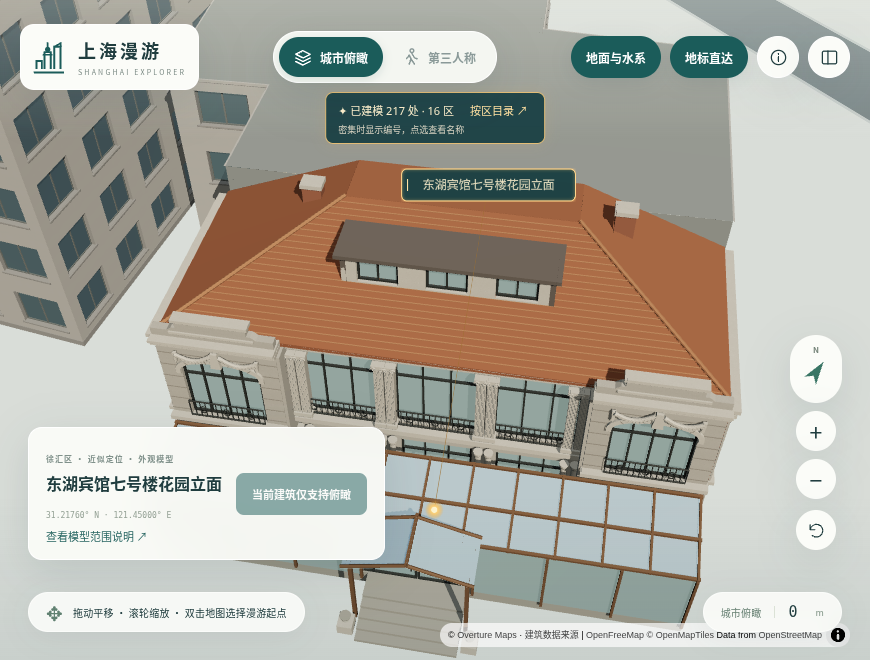 上海漫游
SHANGHAI EXPLORER
城市俯瞰
第三人称
地面与水系
地标直达
✦ 已建模 217 处 · 16 区 按区目录 ↗
密集时显示编号，点选查看名称
东湖宾馆七号楼花园立面
N
徐汇区 · 近似定位 · 外观模型
东湖宾馆七号楼花园立面
当前建筑仅支持俯瞰
31.21760° N · 121.45000° E
查看模型范围说明 ↗
拖动平移 · 滚轮缩放 · 双击地图选择漫游起点
城市俯瞰 0 m
© Overture Maps · 建筑数据来源 | OpenFreeMap © OpenMapTiles Data from OpenStreetMap